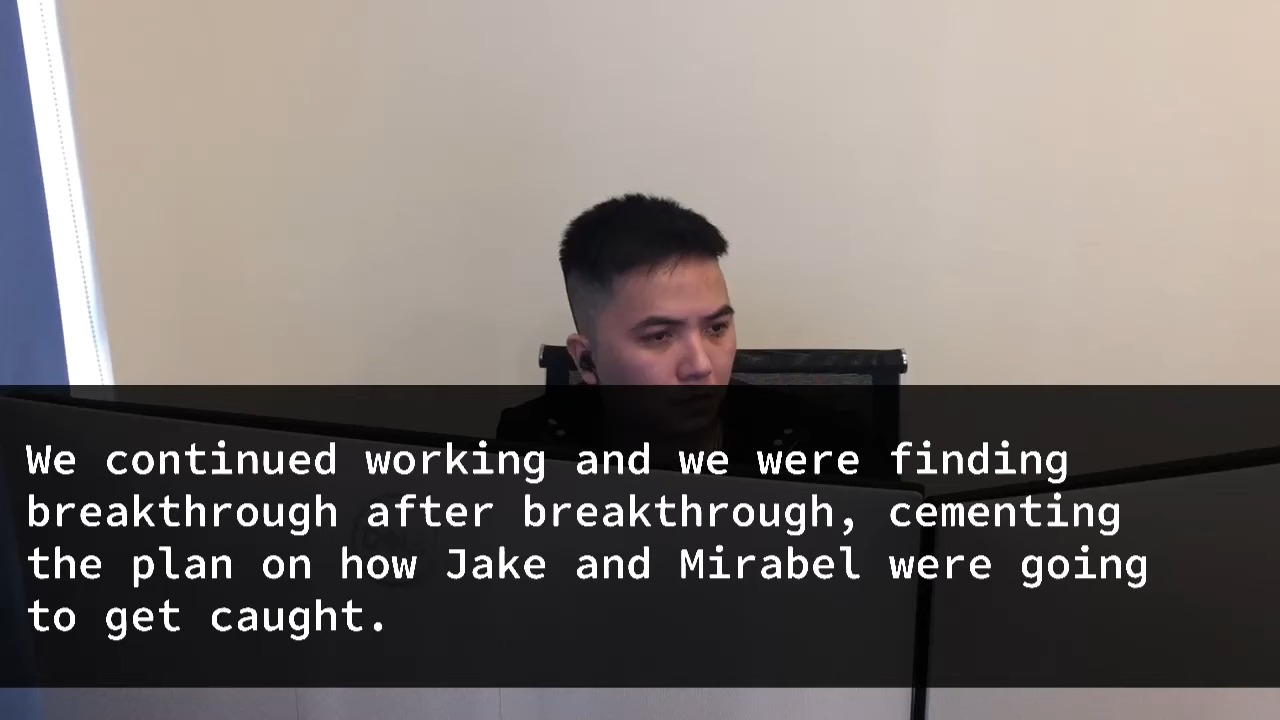 We continued working and we were finding
breakthrough after breakthrough, cementing
the plan on how Jake and Mirabel were going
to get caught.